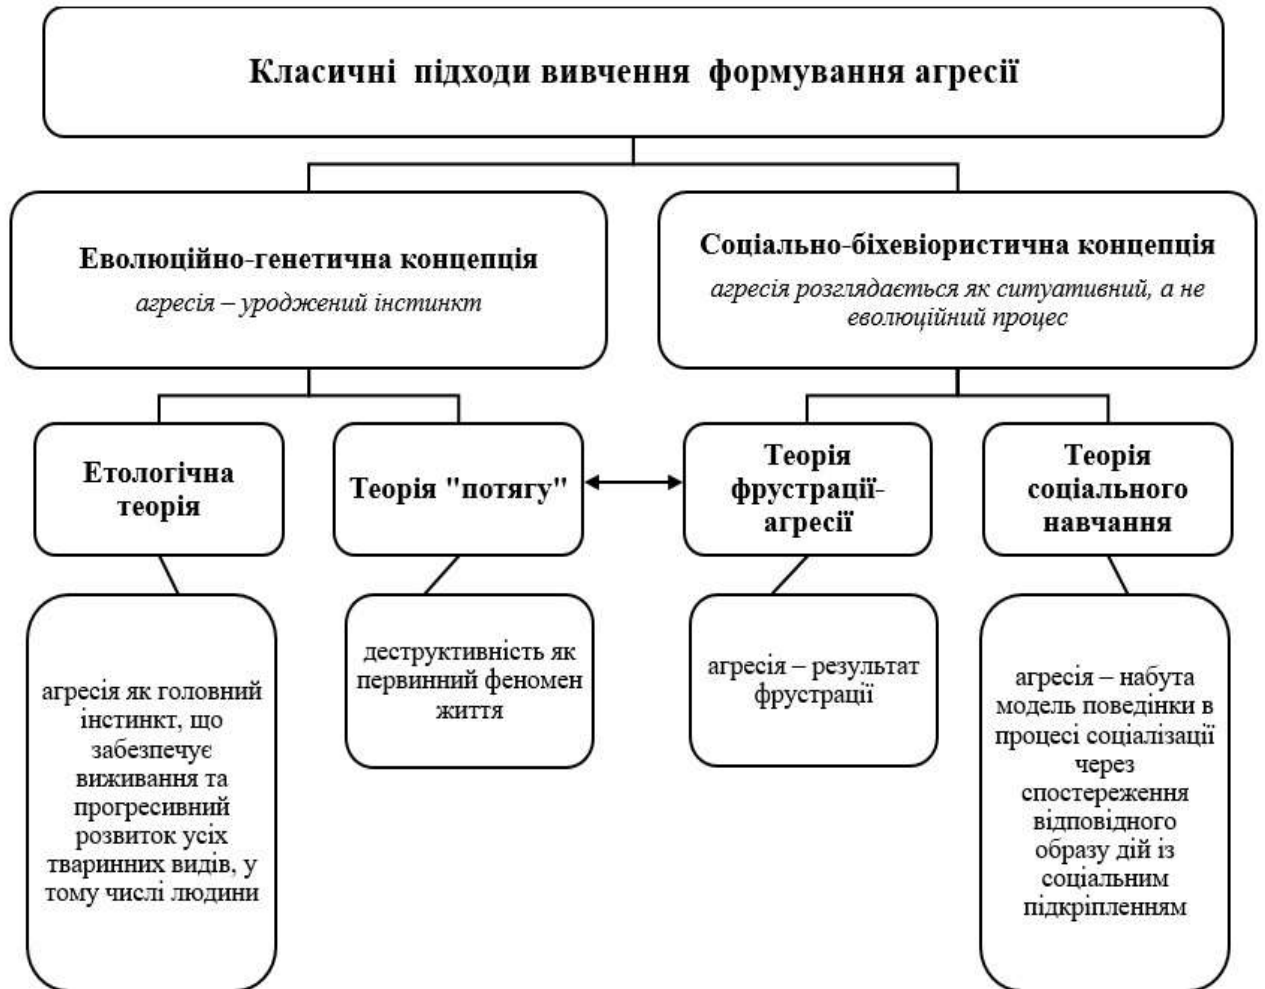 Класичні підходи вивчення формування агресії
Еволюційно-генетична концепція
агресія – уроджений інстинкт
Соціально-біхевіористична концепція
агресія розглядається як ситуативний, а не
еволюційний процес
Етологічна
теорія
Теорія "потягу"
Теорія
фрустрації-
агресії
Теорія
соціального
навчання
агресія як головний
інстинкт, що
забезпечує
виживання та
прогресивний
розвиток усіх
тваринних видів, у
тому числі людини
деструктивність як
первинний феномен
життя
агресія – результат
фрустрації
агресія – набута
модель поведінки в
процесі соціалізації
через
спостереження
відповідного
образу дій із
соціальним
підкріпленням